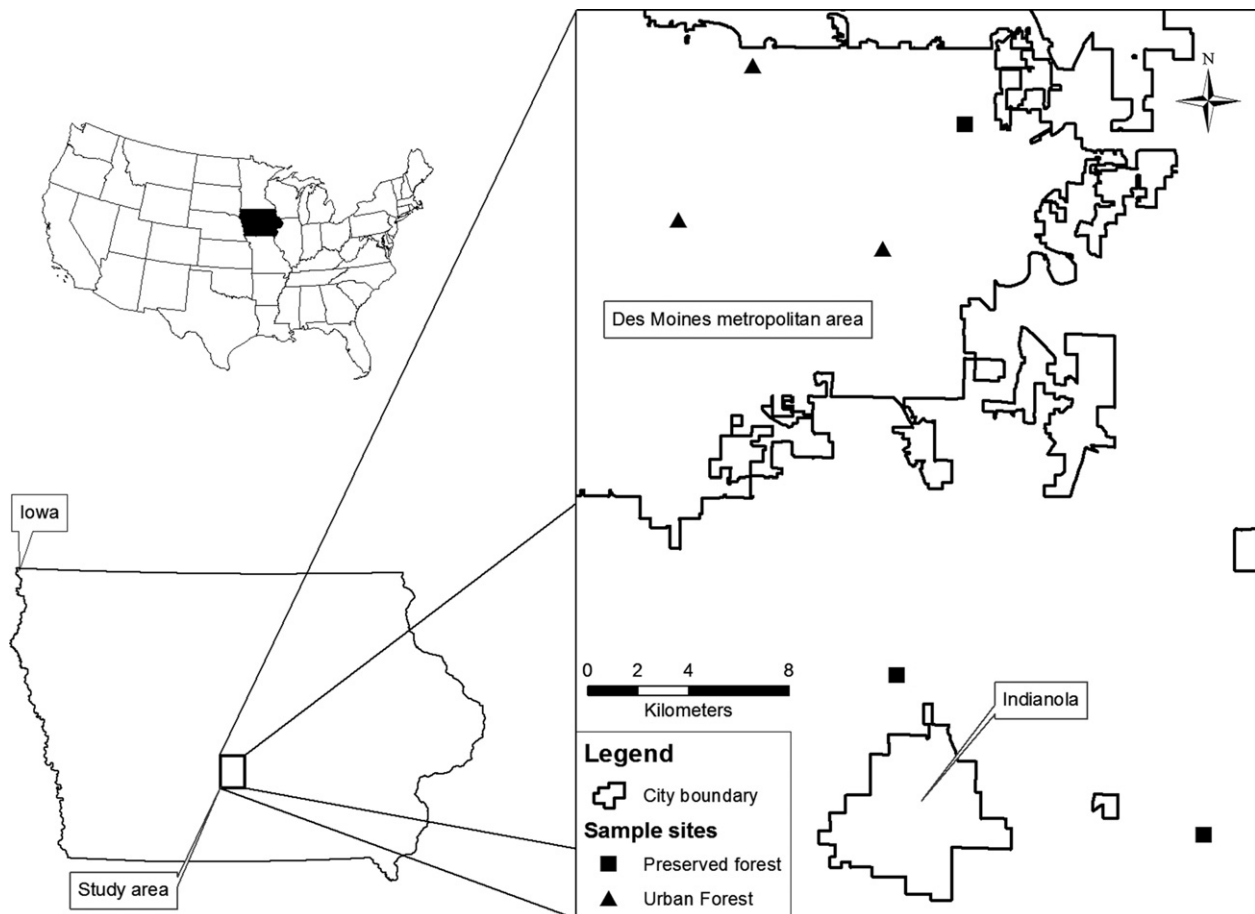 N
Des Moines metropolitan area
Iowa
0 2 4 8
Kilometers
Indianola
Legend
City boundary
Sample sites
Preserved forest
Urban Forest
Study area